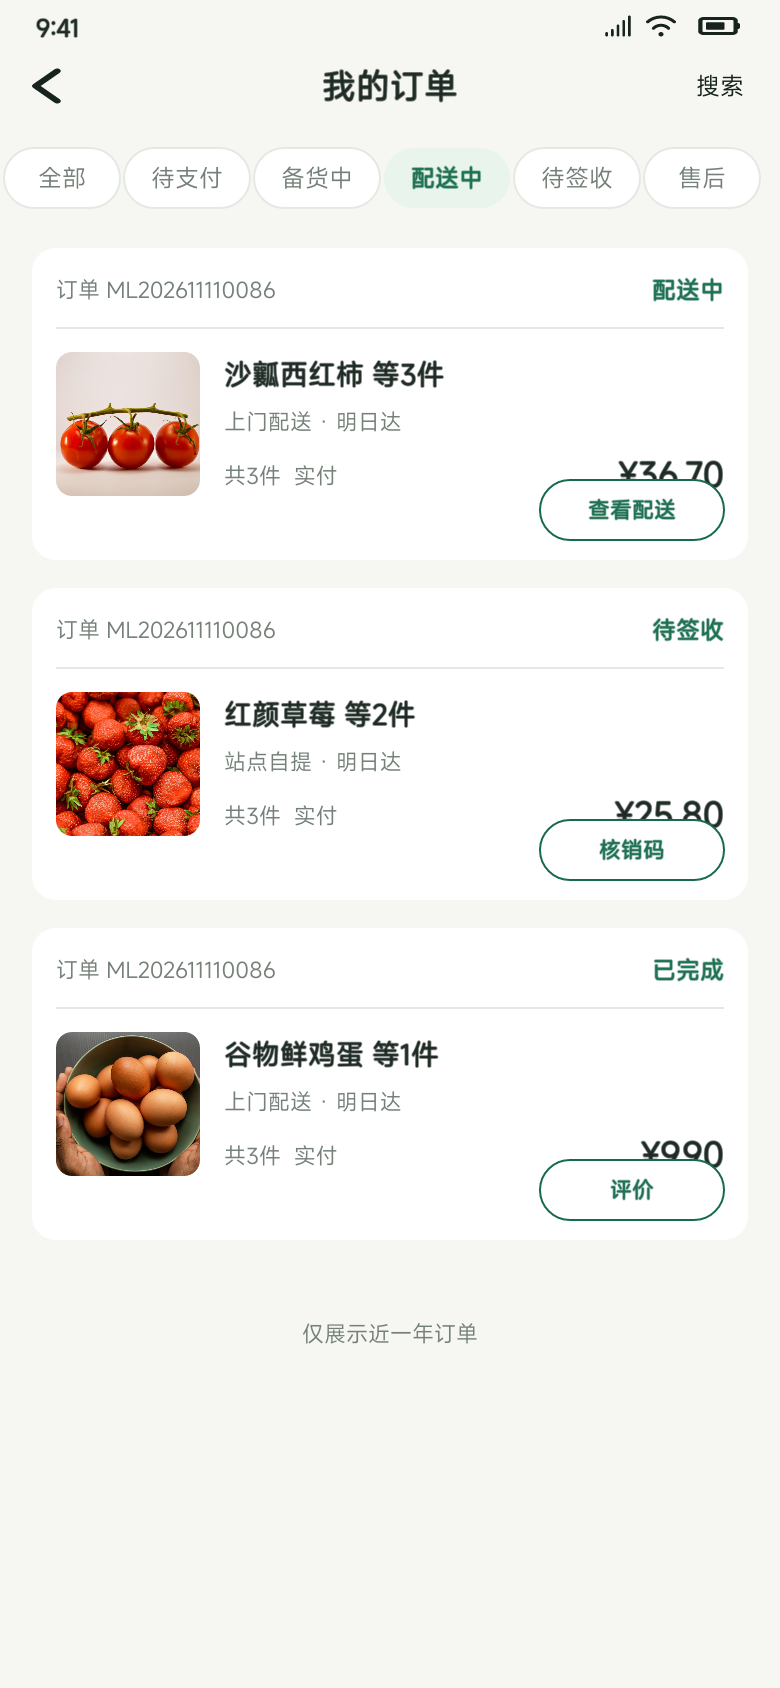 9:41
我的订单
搜索
全部 待支付 备货中 配送中 待签收 售后
订单 ML202611110086 配送中
沙瓤西红柿 等3件
上门配送 · 明日达
共3件 实付 ¥36.70
查看配送
订单 ML202611110086 待签收
红颜草莓 等2件
站点自提 · 明日达
共3件 实付 ¥25.80
核销码
订单 ML202611110086 已完成
谷物鲜鸡蛋 等1件
上门配送 · 明日达
共3件 实付
评价
仅展示近一年订单